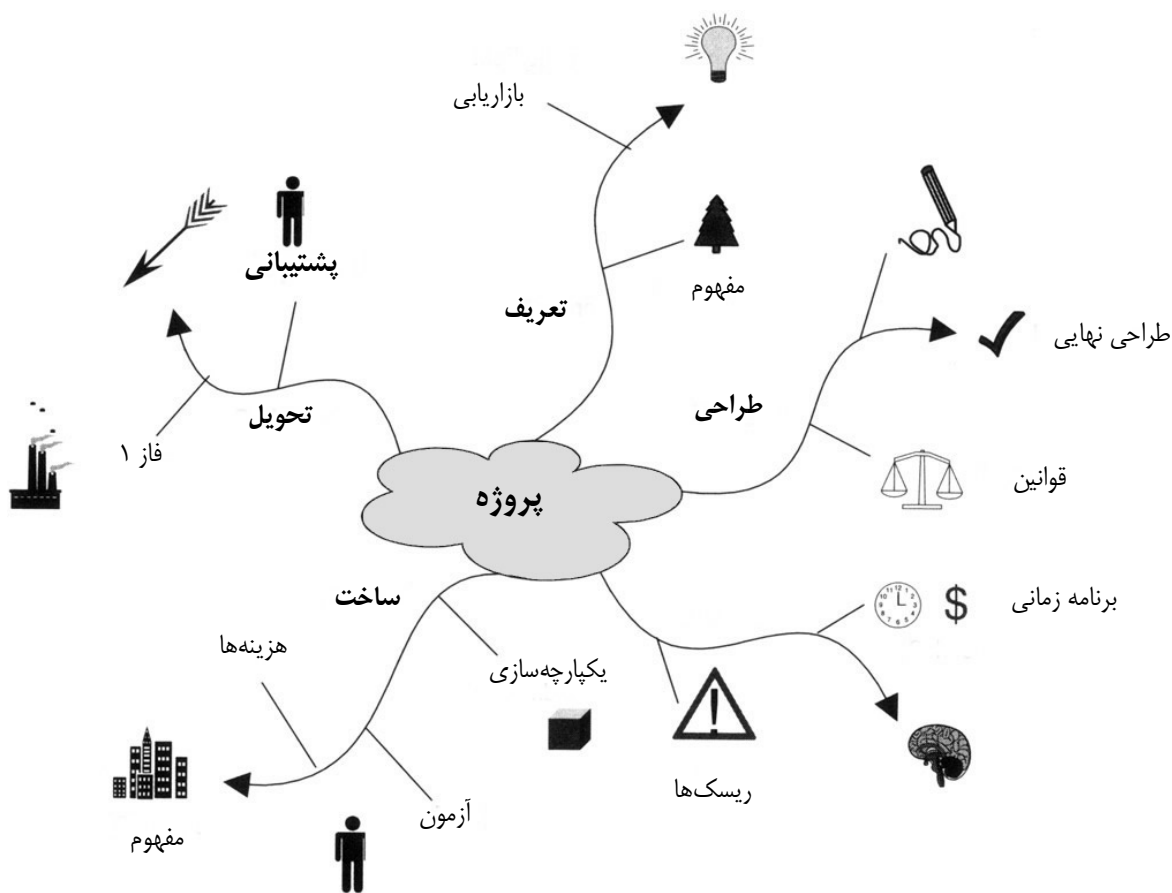 بازاریابی
پشتیبانی
مفهوم
تعریف
طراحی نهایی
طراحی
تحویل
فاز ۱
قوانین
پروژه
برنامه زمانی
$
ساخت
هزینه‌ها
یکپارچه‌سازی
ریسک‌ها
آزمون
مفهوم